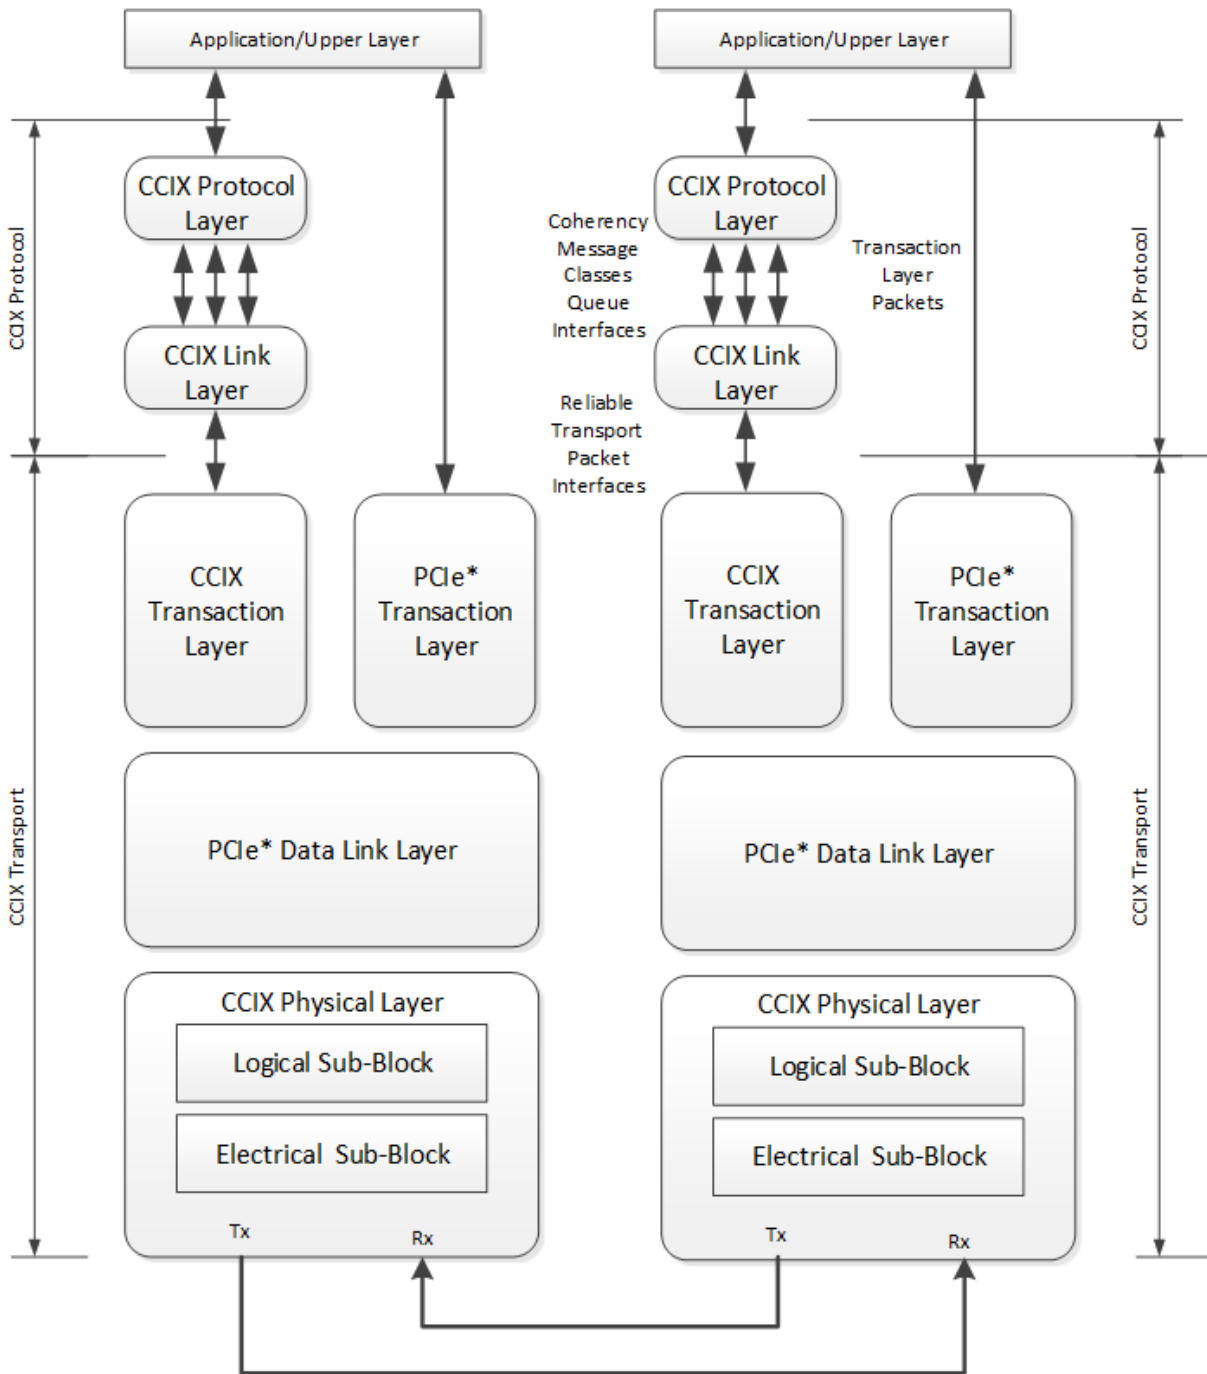 Application/Upper Layer
Application/Upper Layer
CCIX Protocol
CCIX Protocol
Layer
Coherency
Message
Classes
Queue
Interfaces
CCIX Protocol
Layer
Transaction
Layer
Packets
CCIX Protocol
CCIX Link
Layer
Reliable
Transport
Packet
Interfaces
CCIX Link
Layer
CCIX Transport
CCIX
Transaction
Layer
PCIe*
Transaction
Layer
CCIX
Transaction
Layer
PCIe*
Transaction
Layer
CCIX Transport
PCIe* Data Link Layer
PCIe* Data Link Layer
CCIX Physical Layer
Logical Sub-Block
Electrical Sub-Block
Tx
Rx
CCIX Physical Layer
Logical Sub-Block
Electrical Sub-Block
Tx
Rx